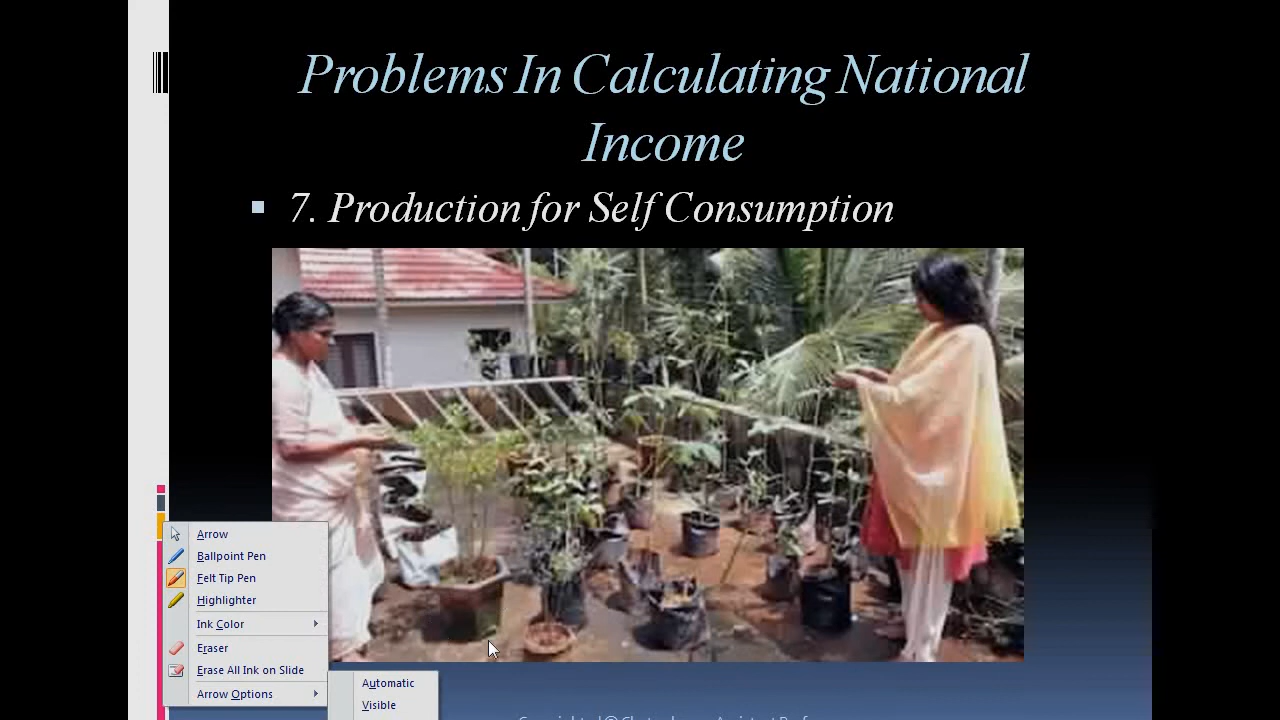 Problems In Calculating National
Income
7. Production for Self Consumption
Arrow
Ballpoint Pen
Felt Tip Pen
Highlighter
Ink Color
Eraser
Erase All Ink on Slide
Arrow Options
Automatic
Visible